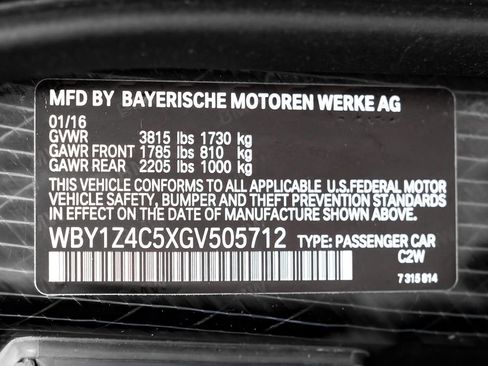 MFD BY BAYERISCHE MOTOREN WERKE AG
01/16
GVWR 3815 lbs 1730 kg
GAWR FRONT 1785 lbs 810 kg
GAWR REAR 2205 lbs 1000 kg
THIS VEHICLE CONFORMS TO ALL APPLICABLE U.S.FEDERAL MOTOR
VEHICLE SAFETY, BUMPER, AND THEFT PREVENTION STANDARDS
IN EFFECT ON THE DATE OF MANUFACTURE SHOWN ABOVE.
WBY1Z4C5XGV505712 TYPE: PASSENGER CAR
C2W
7 315 814